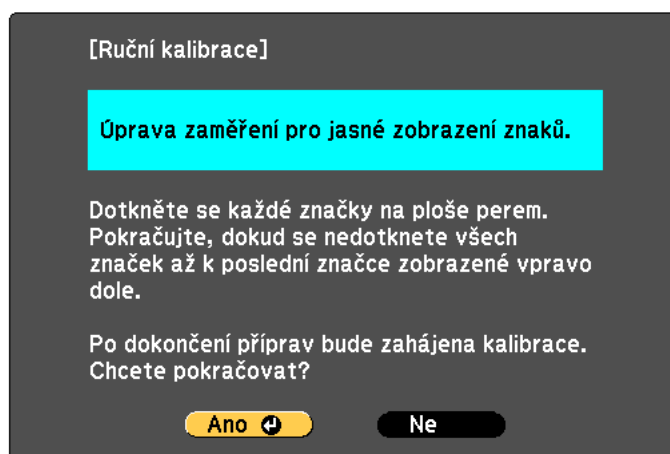 [Ruční kalibrace]
Úprava zaměření pro jasné zobrazení znaků.
Dotkněte se každé značky na ploše perem.
Pokračujte, dokud se nedotknete všech
značek až k poslední značce zobrazené vpravo
dole.
Po dokončení příprav bude zahájena kalibrace.
Chcete pokračovat?
Ano Ne